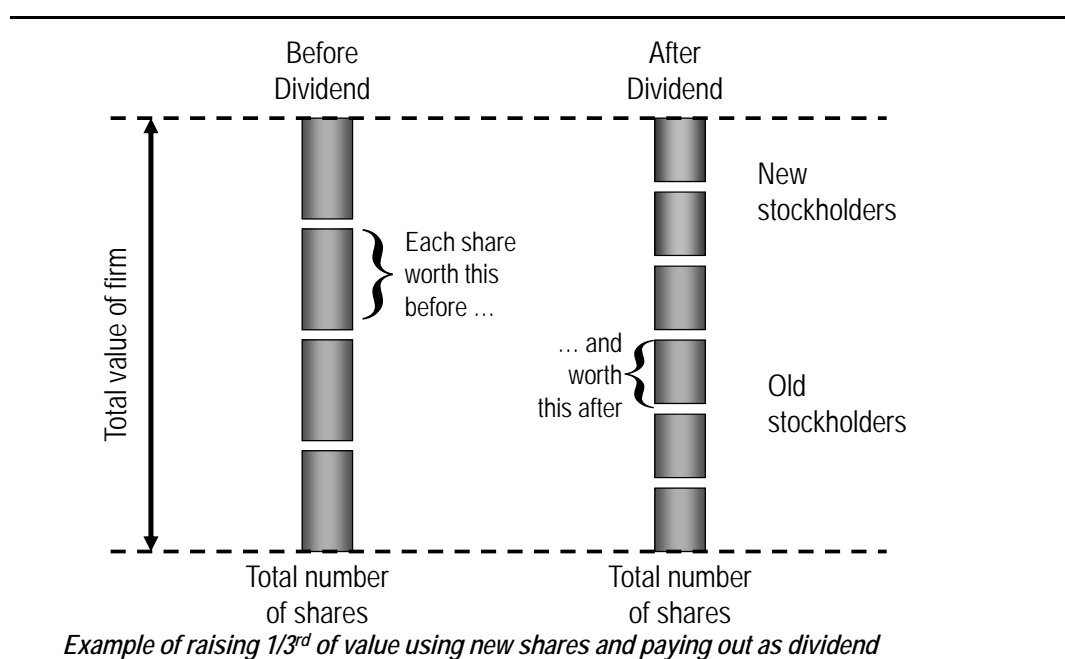 Before
Dividend
After
Dividend
Total value of firm
Each share
worth this
before …
New
stockholders
… and
worth
this after
Old
stockholders
Total number
of shares
Total number
of shares
Example of raising 1/3rd of value using new shares and paying out as dividend